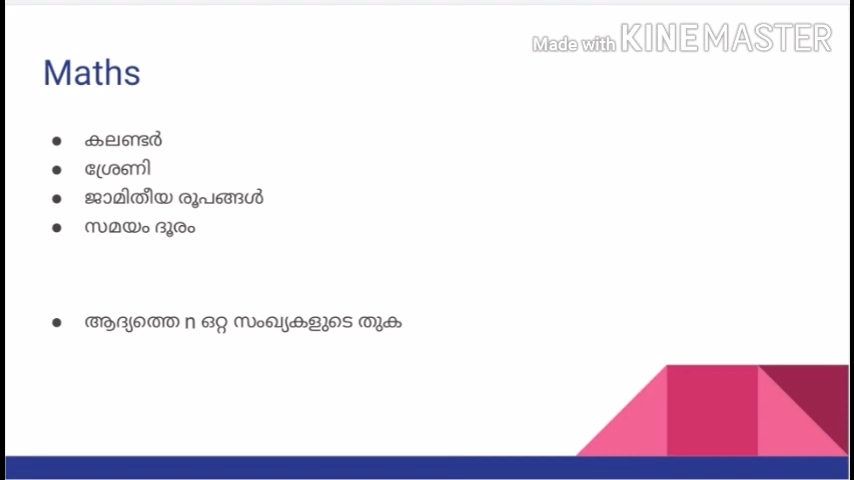 Made with KINEMASTER
Maths
● കലണ്ടർ
● ശ്രേണി
● ജാമിതീയ രൂപങ്ങൾ
● സമയം ദൂരം
● ആദ്യത്തെ n ഒറ്റ സംഖ്യകളുടെ തുക